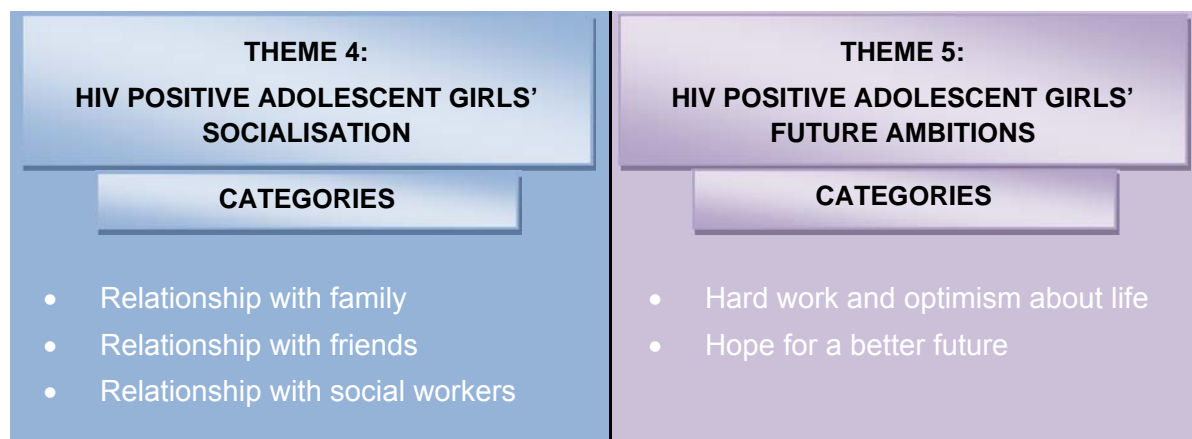 THEME 4:
HIV POSITIVE ADOLESCENT GIRLS'
SOCIALISATION
CATEGORIES
• Relationship with family
• Relationship with friends
• Relationship with social workers
THEME 5:
HIV POSITIVE ADOLESCENT GIRLS'
FUTURE AMBITIONS
CATEGORIES
• Hard work and optimism about life
• Hope for a better future